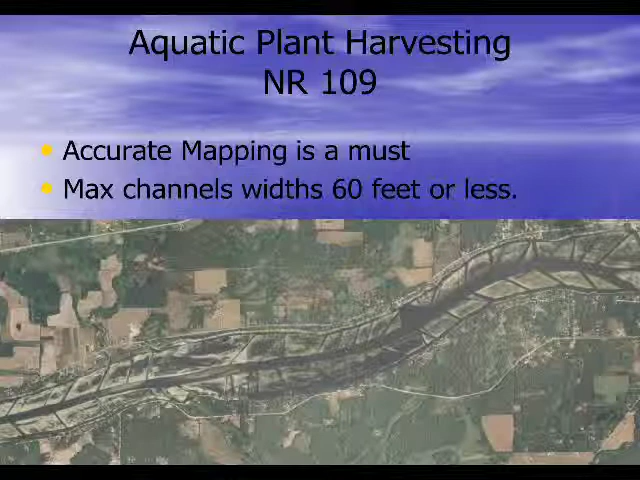 Aquatic Plant Harvesting
NR 109
Accurate Mapping is a must
Max channels widths 60 feet or less.